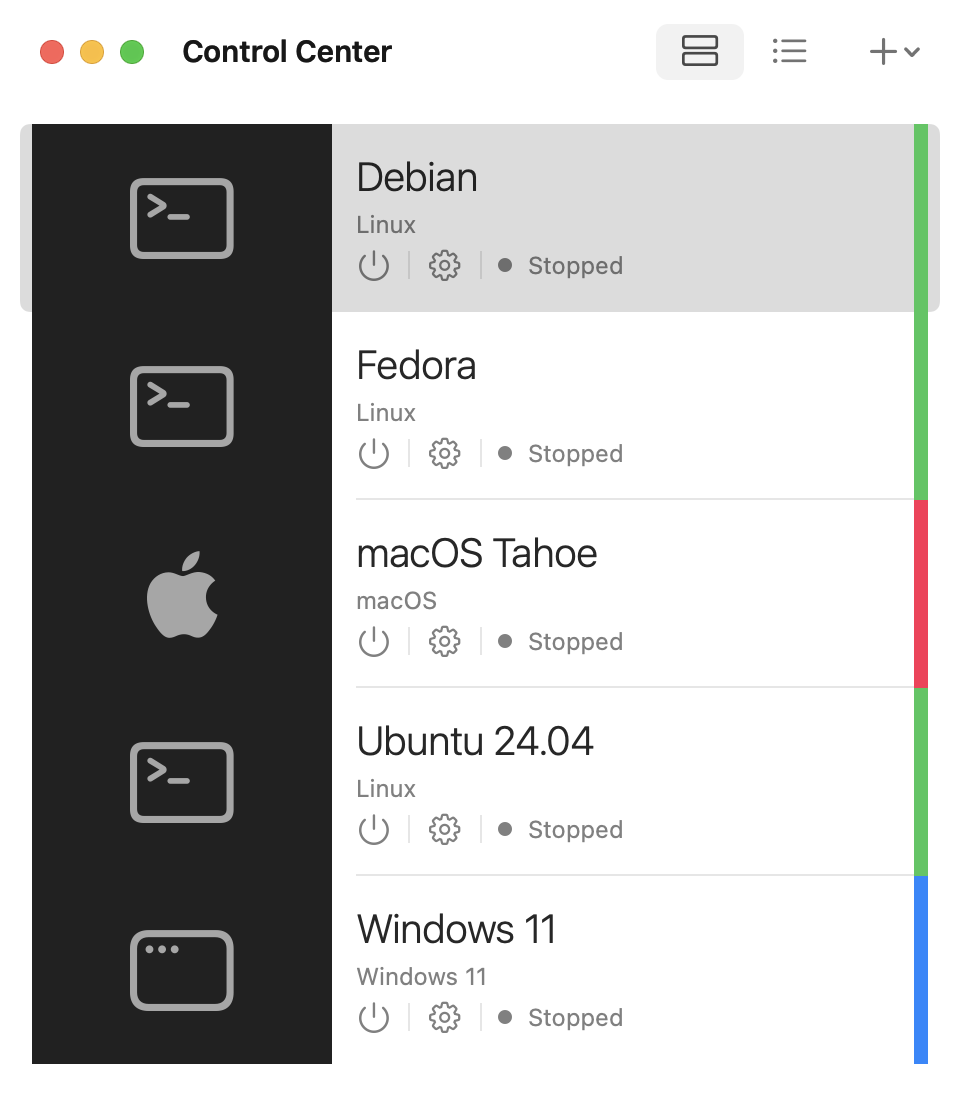 Control Center
Debian
Linux
Stopped
Fedora
Linux
Stopped
macOS Tahoe
macOS
Stopped
Ubuntu 24.04
Linux
Stopped
Windows 11
Windows 11
Stopped